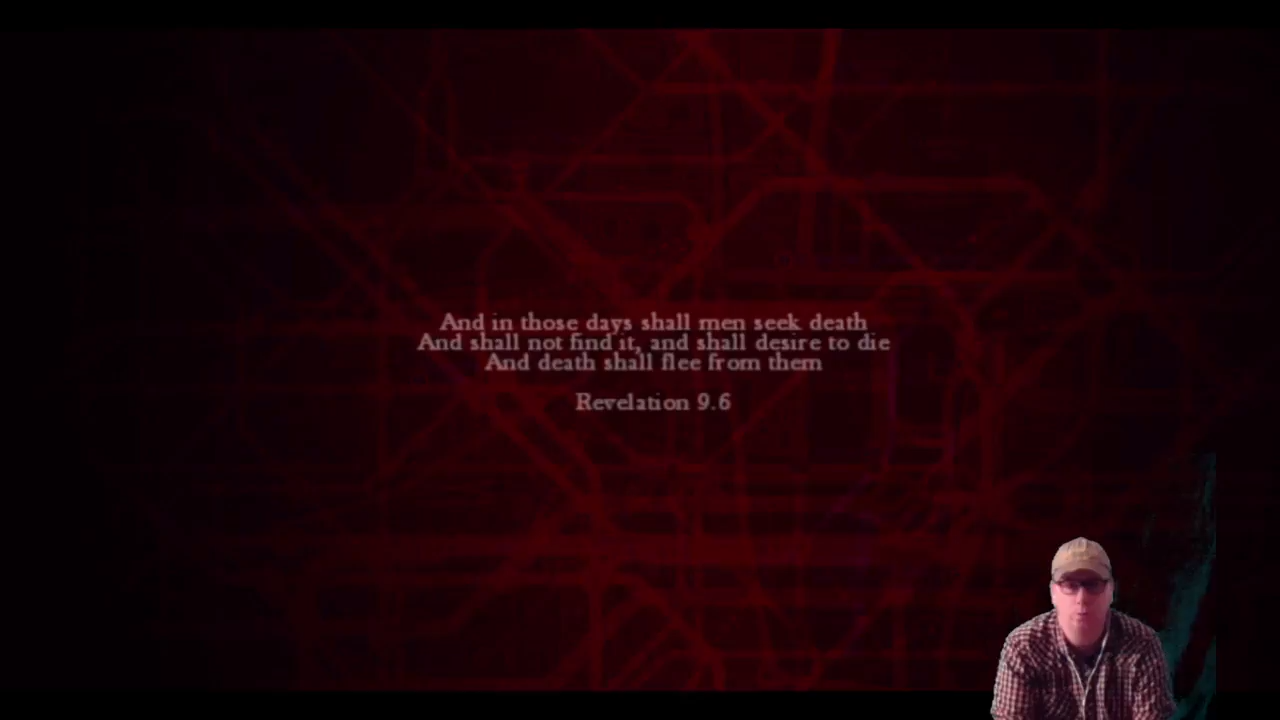 And in those days shall men seek death
And shall not find it, and shall desire to die
And death shall flee from them
Revelation 9.6